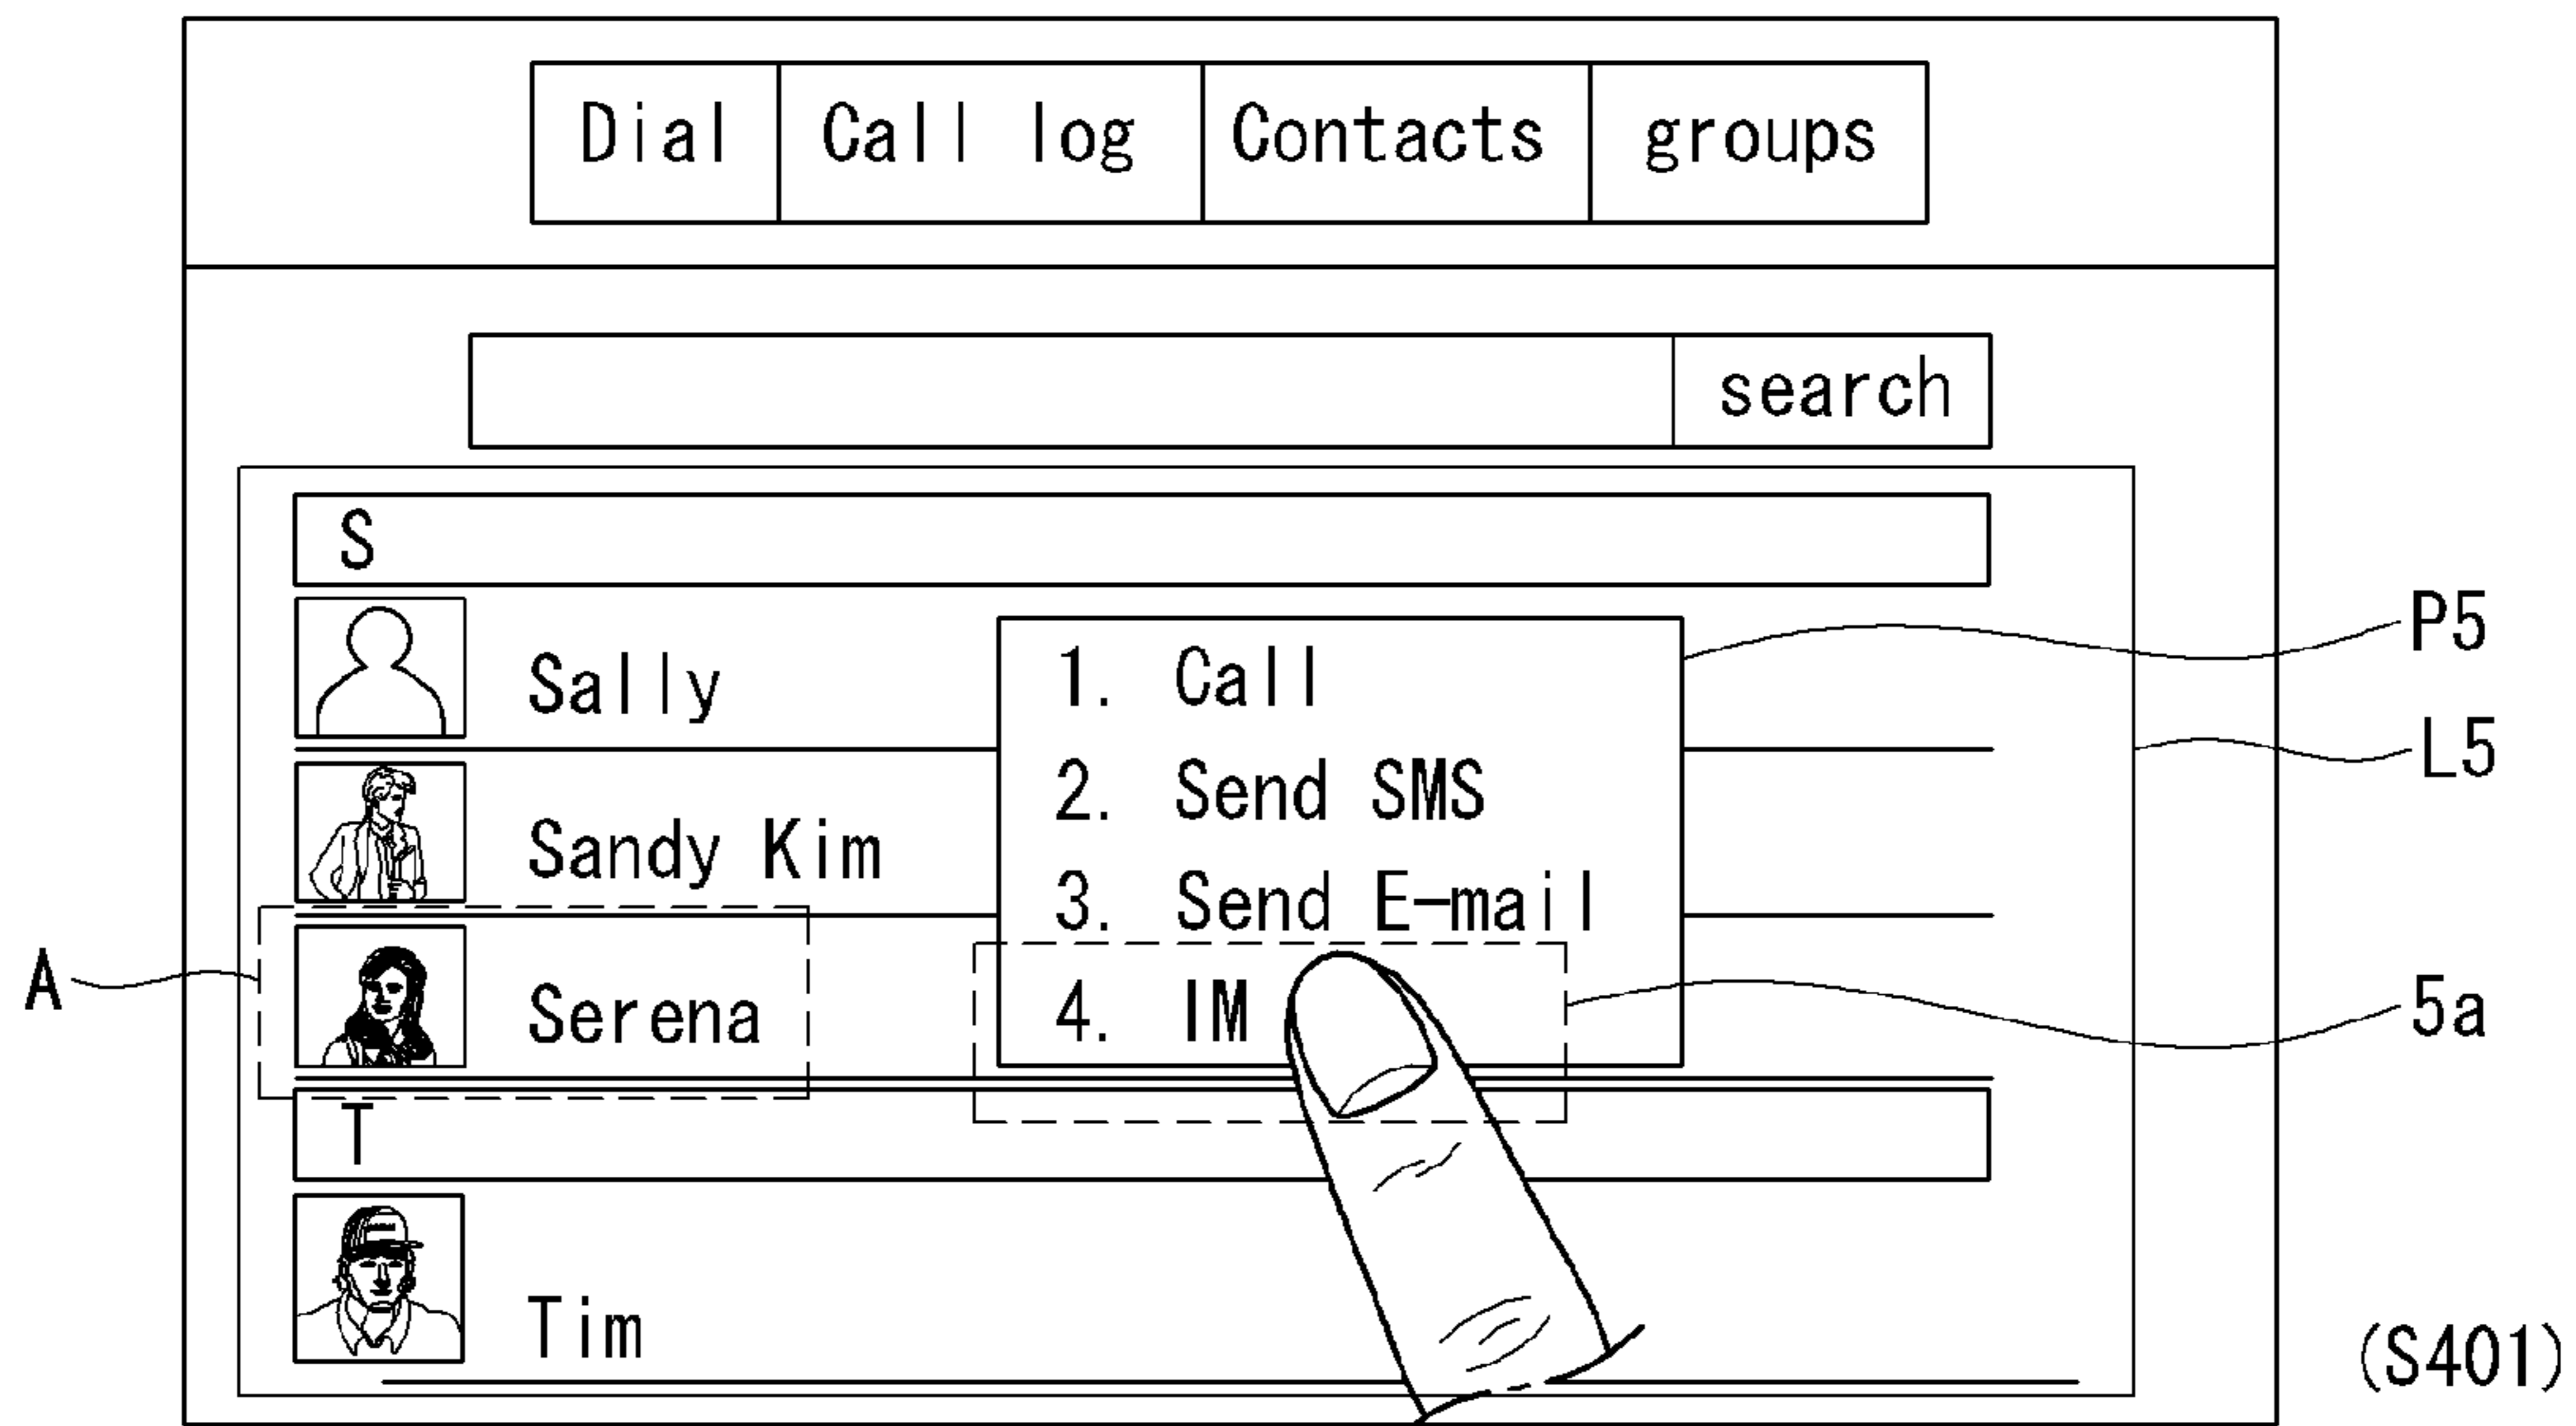 Dial Call log Contacts groups
search
S
Sally
1. Call
P5
L5
2. Send SMS
Sandy Kim
3. Send E-mail
A
Serena
4. IM
5a
T
Tim
(S401)